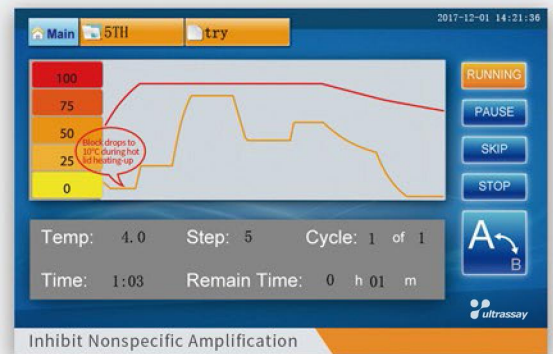 2017-12-01 14:21:36
Main 5TH try
100
75
50
25
0
Block drops to
10°C during hot
lid heating-up
RUNNING
PAUSE
SKIP
STOP
A
B
Temp: 4.0 Step: 5 Cycle: 1 of 1
Time: 1:03 Remain Time: 0 h 01 m
ultrassay
Inhibit Nonspecific Amplification